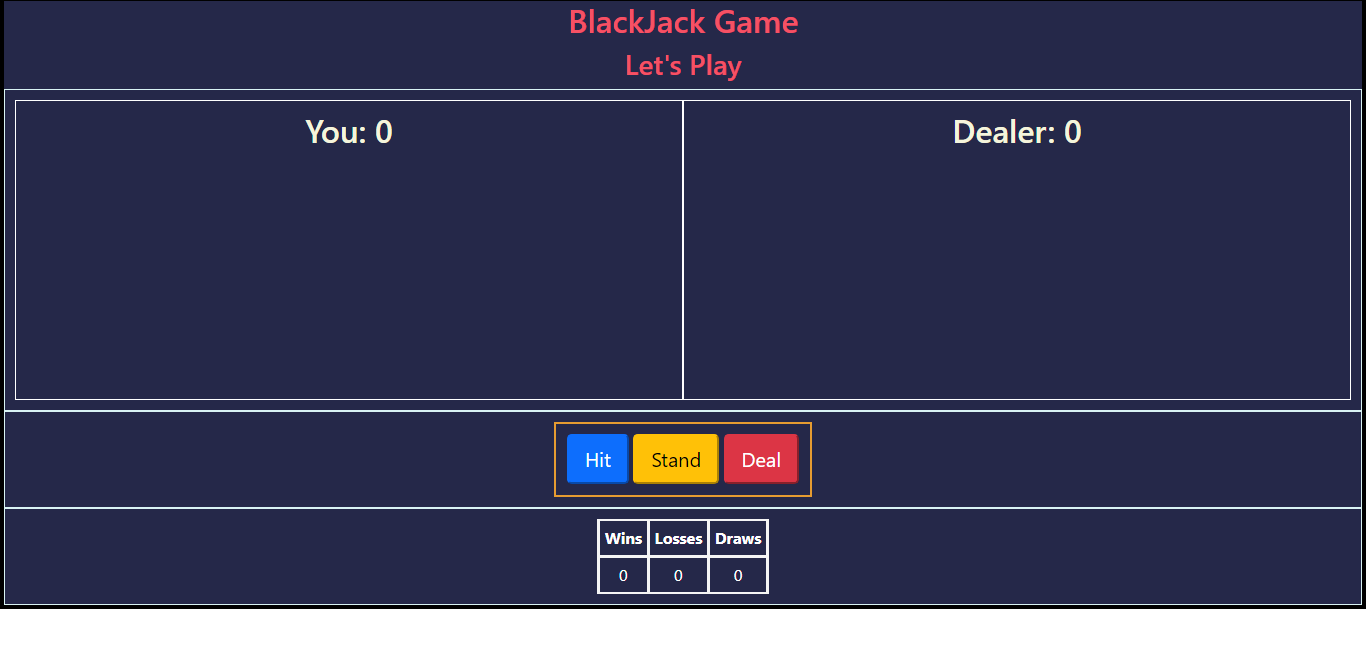 BlackJack Game
Let's Play
You: 0
Dealer: 0
Hit Stand Deal
Wins Losses Draws
0 0 0